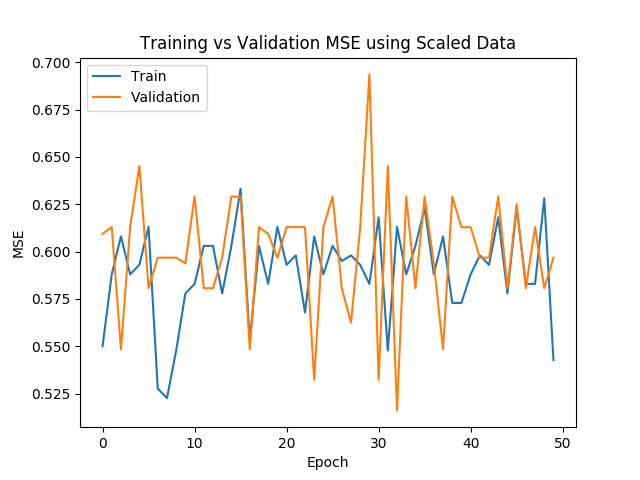 Training vs Validation MSE using Scaled Data
Train
Validation
0.700
0.675
0.650
0.625
0.600
0.575
0.550
0.525
MSE
0 10 20 30 40 50
Epoch